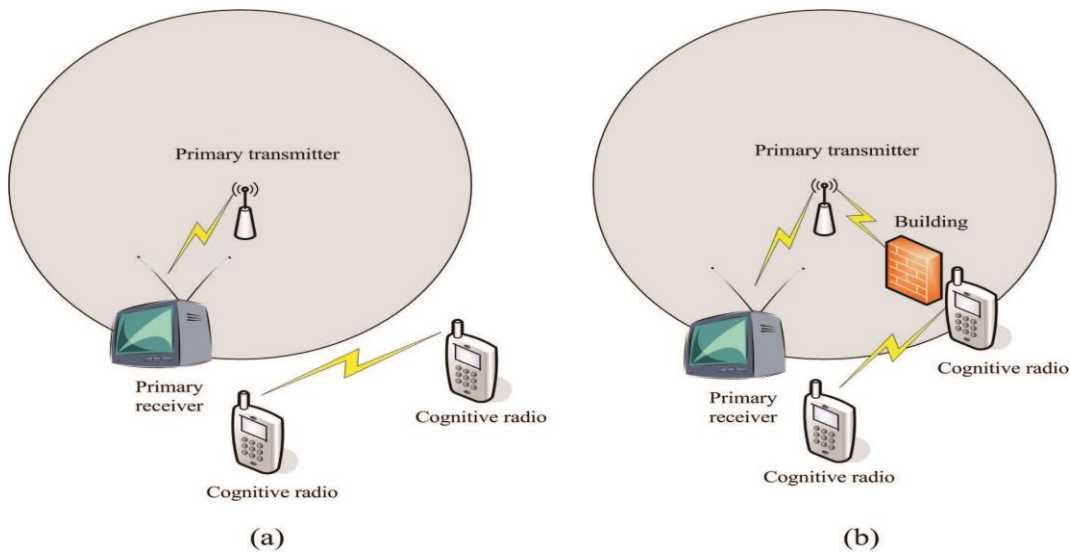 Primary transmitter
Primary
receiver
Cognitive radio
Cognitive radio
(a)
Primary transmitter
Building
Cognitive radio
Primary
receiver
Cognitive radio
(b)